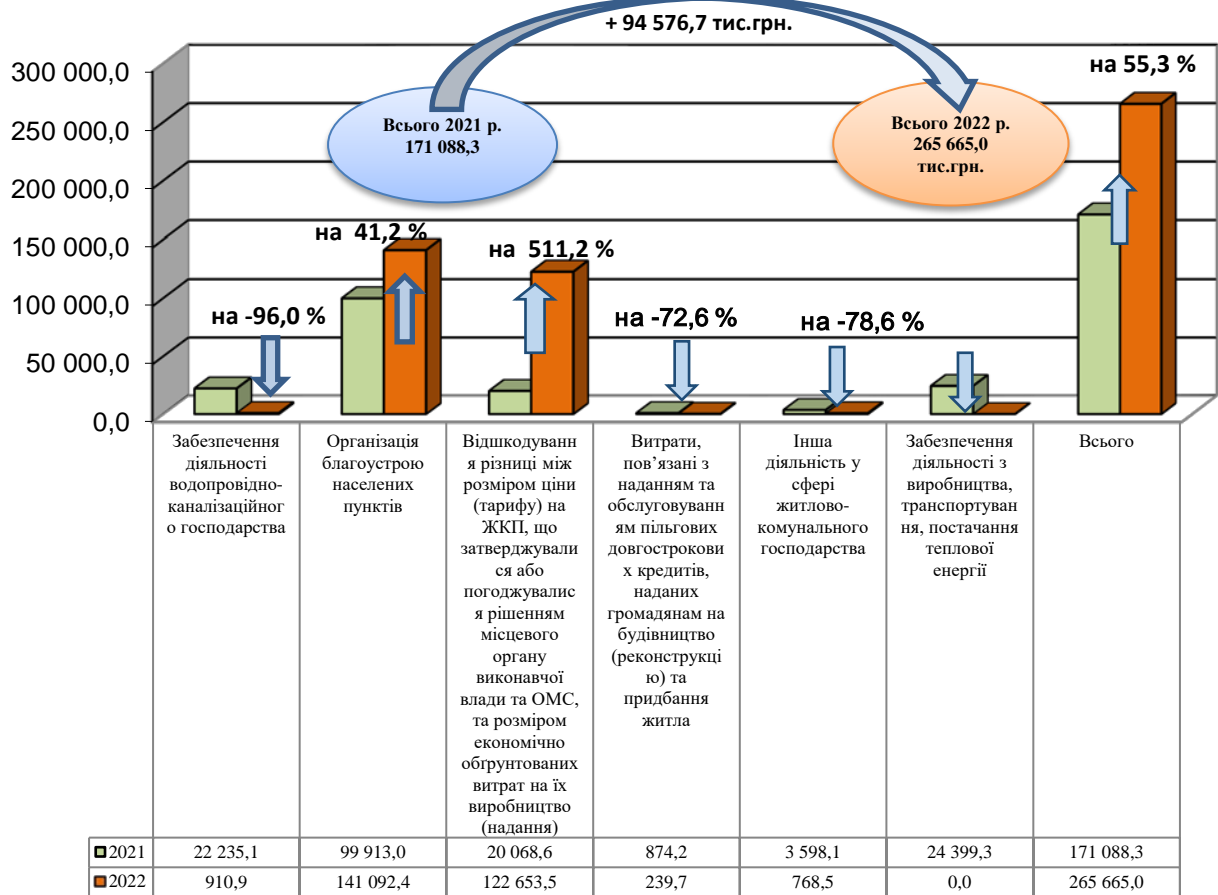 + 94 576,7 тис.грн.
300 000,0
250 000,0
200 000,0
150 000,0
100 000,0
50 000,0
0,0
Всього 2021 р.
171 088,3
Всього 2022 р.
265 665,0
тис.грн.
на -96,0 %
на 41,2 %
на 511,2 %
на -72,6 %
на -78,6 %
на 55,3 %
Забезпечення
діяльності
водопровідно-
каналізаційног
о господарства
Організація
благоустрою
населених
пунктів
Відшкодуванн
я різниці між
розміром ціни
(тарифу) на
ЖКП, що
затверджували
ся або
погоджувалис
я рішенням
місцевого
органу
виконавчої
влади та ОМС,
та розміром
економічно
обґрунтованих
витрат на їх
виробництво
(надання)
Витрати,
пов’язані з
наданням та
обслуговуванн
ям пільгових
довгострокови
х кредитів,
наданих
громадянам на
будівництво
(реконструкці
ю) та
придбання
житла
Інша
діяльність у
сфері
житлово-
комунального
господарства
Забезпечення
діяльності з
виробництва,
транспортуван
ня, постачання
теплової
енергії
Всього
2021 22 235,1 99 913,0 20 068,6 874,2 3 598,1 24 399,3 171 088,3
2022 910,9 141 092,4 122 653,5 239,7 768,5 0,0 265 665,0